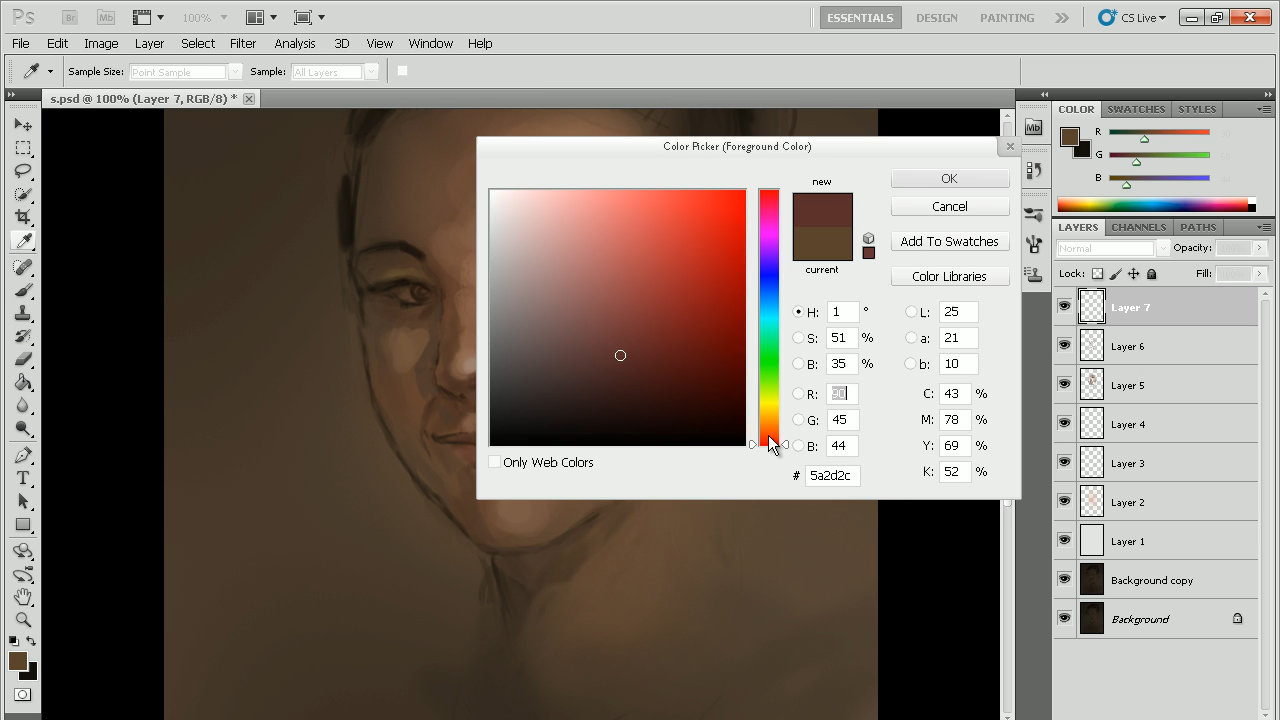 Ps Br Mb 100% ESSENTIALS DESIGN PAINTING CS Live
File Edit Image Layer Select Filter Analysis 3D View Window Help
Sample Size: Point Sample Sample: All Layers
s.psd @ 100% (Layer 7, RGB/8) *
COLOR SWATCHES STYLES
R
G
B
Mb
Color Picker (Foreground Color)
new
current
OK
Cancel
Add To Swatches
Color Libraries
H: 1 °
S: 51 %
B: 35 %
R: 90
G: 45
B: 44
# 5a2d2c
L: 25
a: 21
b: 10
C: 43 %
M: 78 %
Y: 69 %
K: 52 %
Only Web Colors
LAYERS CHANNELS PATHS
Normal Opacity:
Lock: Fill:
Layer 7
Layer 6
Layer 5
Layer 4
Layer 3
Layer 2
Layer 1
Background copy
Background